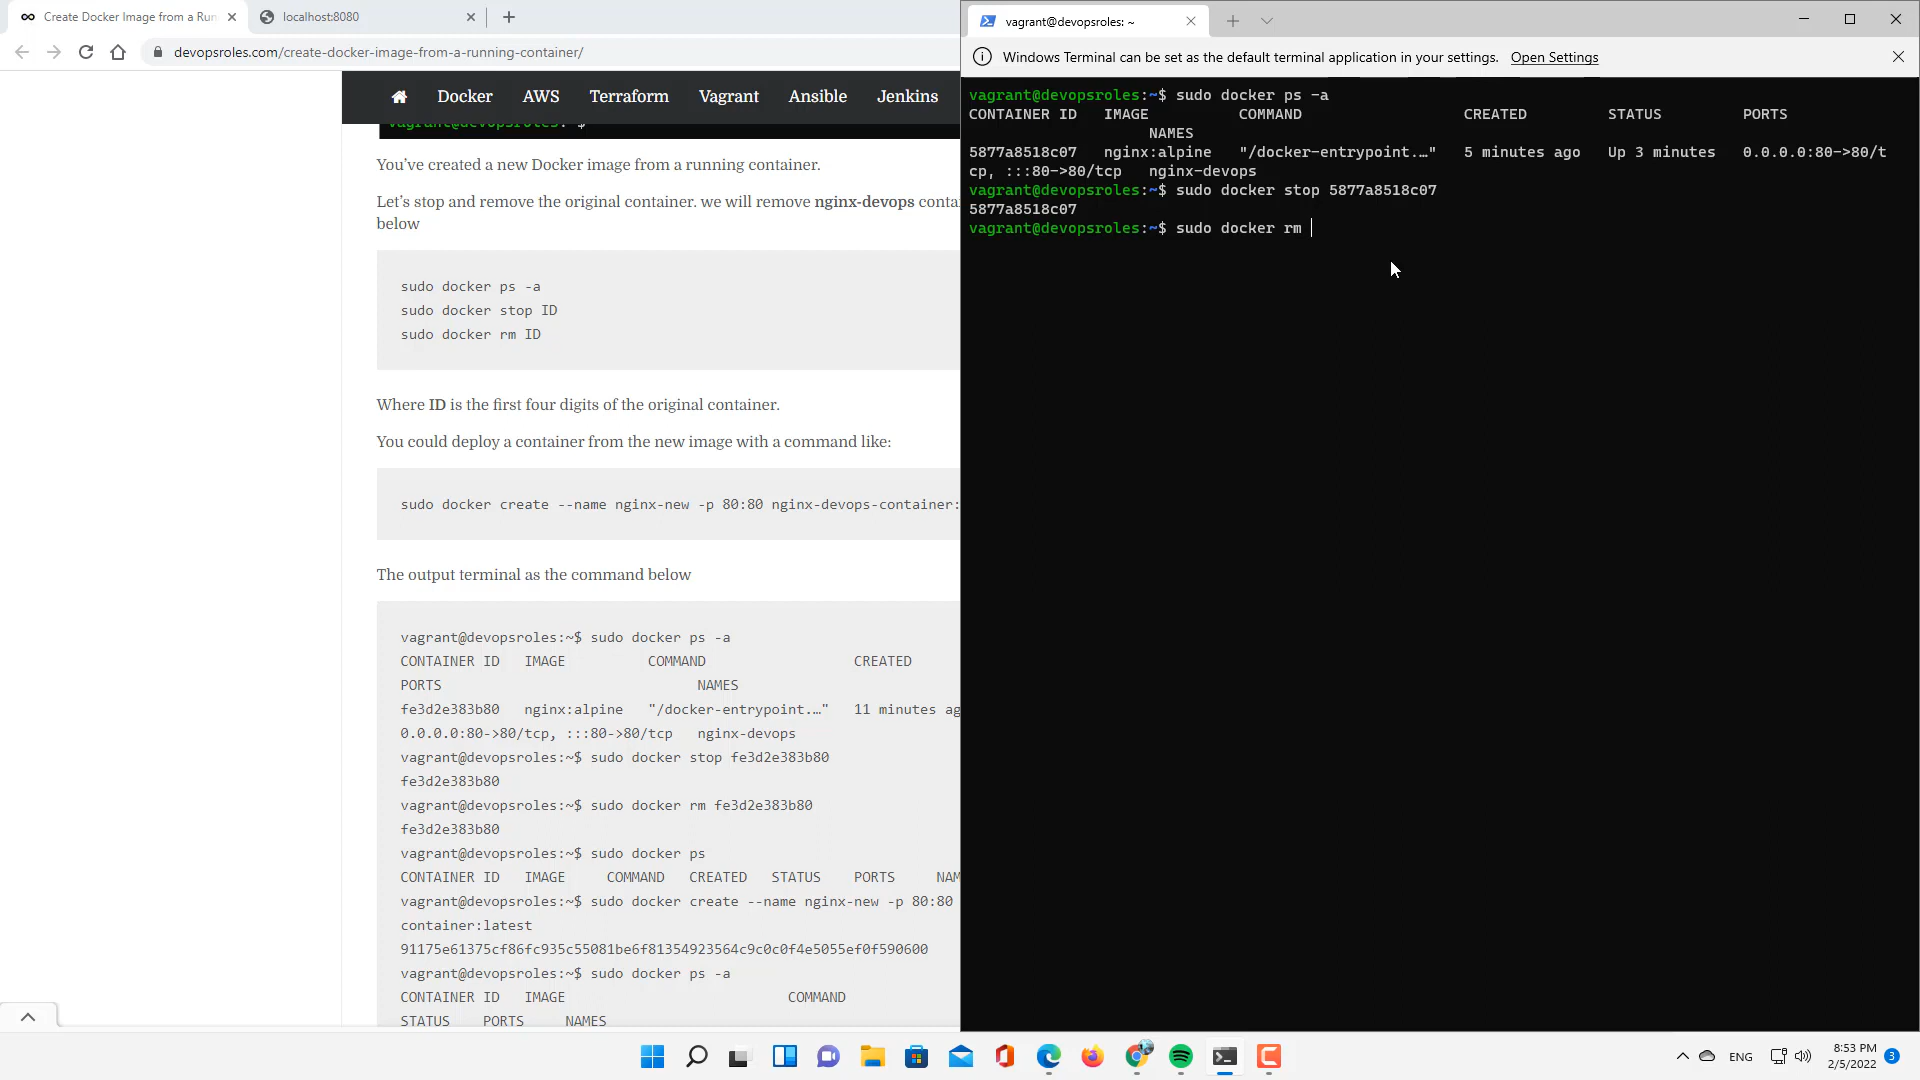 Create Docker Image from a Run
localhost:8080
devopsroles.com/create-docker-image-from-a-running-container/
Docker AWS Terraform Vagrant Ansible Jenkins
vagrant@devopsroles:~$
You’ve created a new Docker image from a running container.
Let’s stop and remove the original container. we will remove nginx-devops conta
below
sudo docker ps -a
sudo docker stop ID
sudo docker rm ID
Where ID is the first four digits of the original container.
You could deploy a container from the new image with a command like:
sudo docker create --name nginx-new -p 80:80 nginx-devops-container:
The output terminal as the command below
vagrant@devopsroles:~$ sudo docker ps -a
CONTAINER ID IMAGE COMMAND CREATED
PORTS NAMES
fe3d2e383b80 nginx:alpine "/docker-entrypoint.…" 11 minutes ag
0.0.0.0:80->80/tcp, :::80->80/tcp nginx-devops
vagrant@devopsroles:~$ sudo docker stop fe3d2e383b80
fe3d2e383b80
vagrant@devopsroles:~$ sudo docker rm fe3d2e383b80
fe3d2e383b80
vagrant@devopsroles:~$ sudo docker ps
CONTAINER ID IMAGE COMMAND CREATED STATUS PORTS NAM
vagrant@devopsroles:~$ sudo docker create --name nginx-new -p 80:80
container:latest
91175e61375cf86fc935c55081be6f81354923564c9c0c0f4e5055ef0f590600
vagrant@devopsroles:~$ sudo docker ps -a
CONTAINER ID IMAGE COMMAND
STATUS PORTS NAMES
vagrant@devopsroles: ~
Windows Terminal can be set as the default terminal application in your settings. Open Settings
vagrant@devopsroles:~$ sudo docker ps -a
CONTAINER ID IMAGE COMMAND CREATED STATUS PORTS
NAMES
5877a8518c07 nginx:alpine "/docker-entrypoint.…" 5 minutes ago Up 3 minutes 0.0.0.0:80->80/t
cp, :::80->80/tcp nginx-devops
vagrant@devopsroles:~$ sudo docker stop 5877a8518c07
5877a8518c07
vagrant@devopsroles:~$ sudo docker rm
ENG
8:53 PM
2/5/2022
3